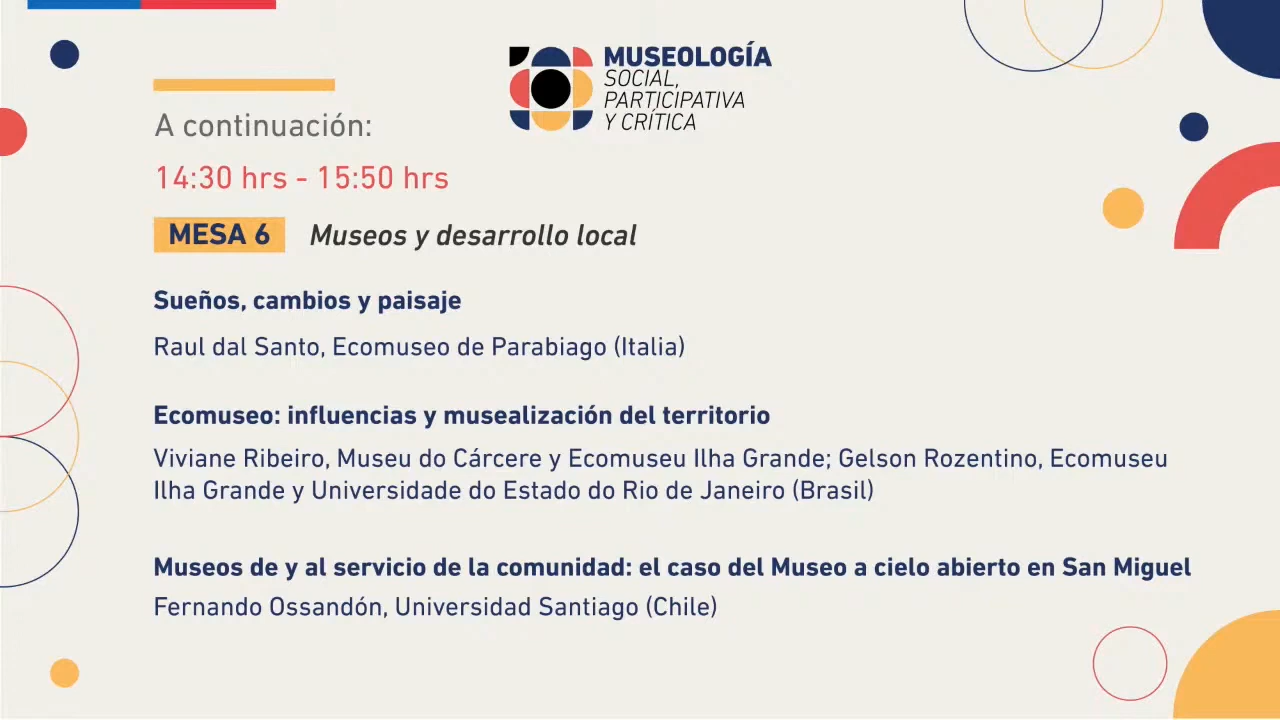 MUSEOLOGÍA
SOCIAL,
PARTICIPATIVA
Y CRÍTICA
A continuación:
14:30 hrs - 15:50 hrs
MESA 6 Museos y desarrollo local
Sueños, cambios y paisaje
Raul dal Santo, Ecomuseo de Parabiago (Italia)
Ecomuseo: influencias y musealización del territorio
Viviane Ribeiro, Museu do Cárcere y Ecomuseu Ilha Grande; Gelson Rozentino, Ecomuseu
Ilha Grande y Universidade do Estado do Rio de Janeiro (Brasil)
Museos de y al servicio de la comunidad: el caso del Museo a cielo abierto en San Miguel
Fernando Ossandón, Universidad Santiago (Chile)